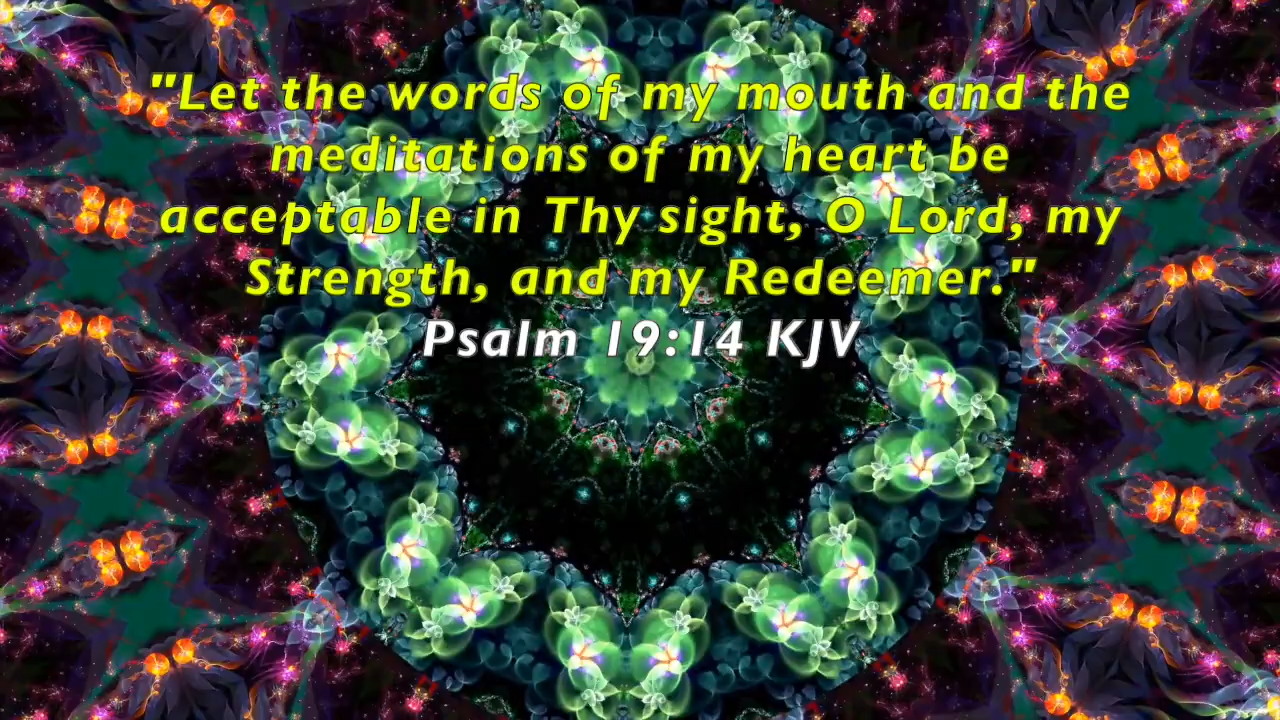 "Let the words of my mouth and the
meditations of my heart be
acceptable in Thy sight, O Lord, my
Strength, and my Redeemer."
Psalm 19:14 KJV